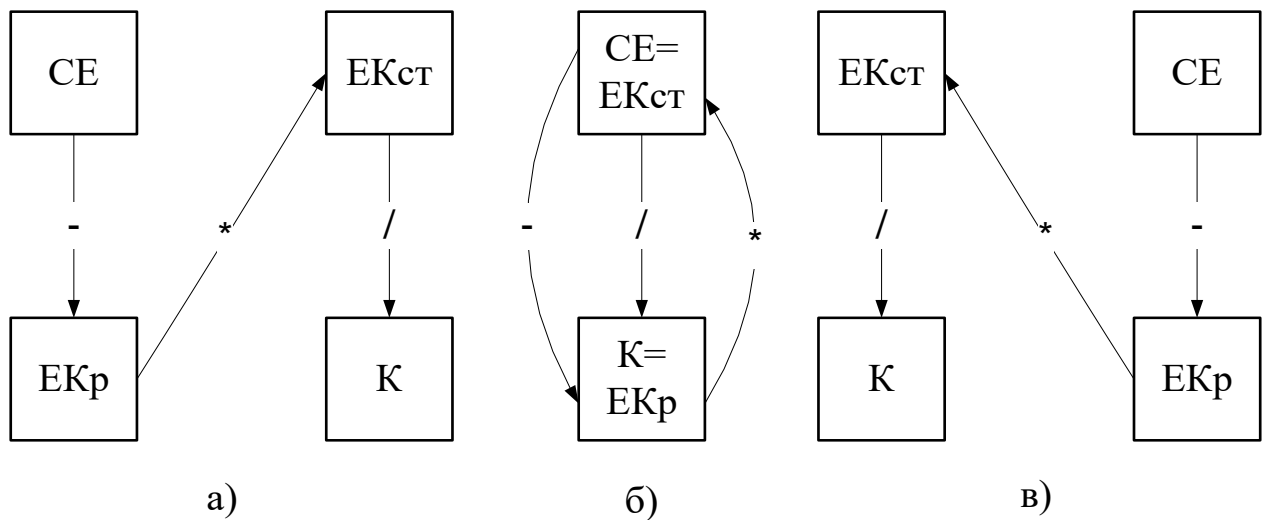 СЕ
ЕКст
СЕ=
ЕКст
ЕКст
СЕ
-
*
/
-
/
*
/
*
-
ЕКр
К
К=
ЕКр
К
ЕКр
а)
б)
в)